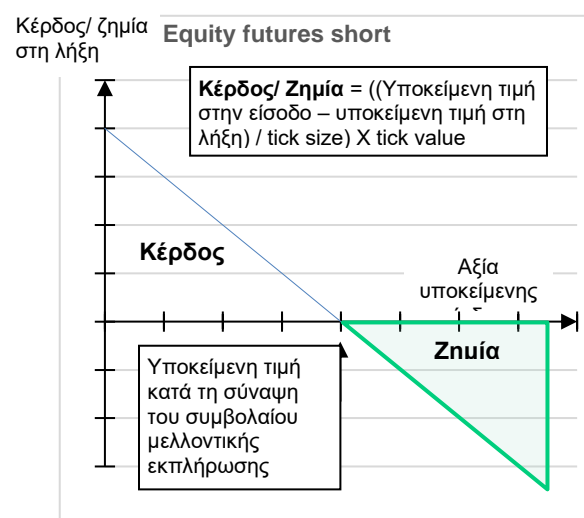 Κέρδος/ ζημία
στη λήξη
Equity futures short
Κέρδος/ Ζημία = ((Υποκείμενη τιμή
στην είσοδο – υποκείμενη τιμή στη
λήξη) / tick size) X tick value
Κέρδος
Αξία
υποκείμενης
Ζημία
Υποκείμενη τιμή
κατά τη σύναψη
του συμβολαίου
μελλοντικής
εκπλήρωσης